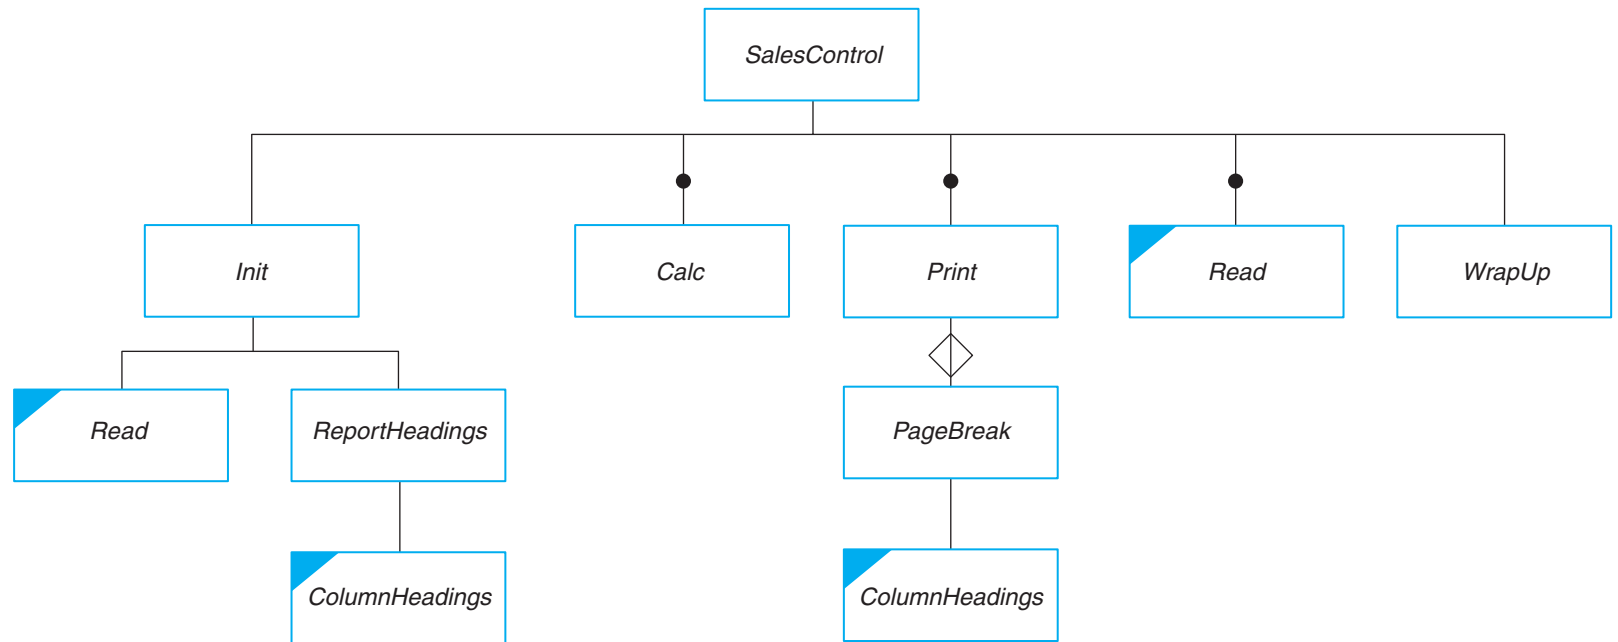 SalesControl
Init
Calc
Print
Read
WrapUp
Read
ReportHeadings
PageBreak
ColumnHeadings
ColumnHeadings